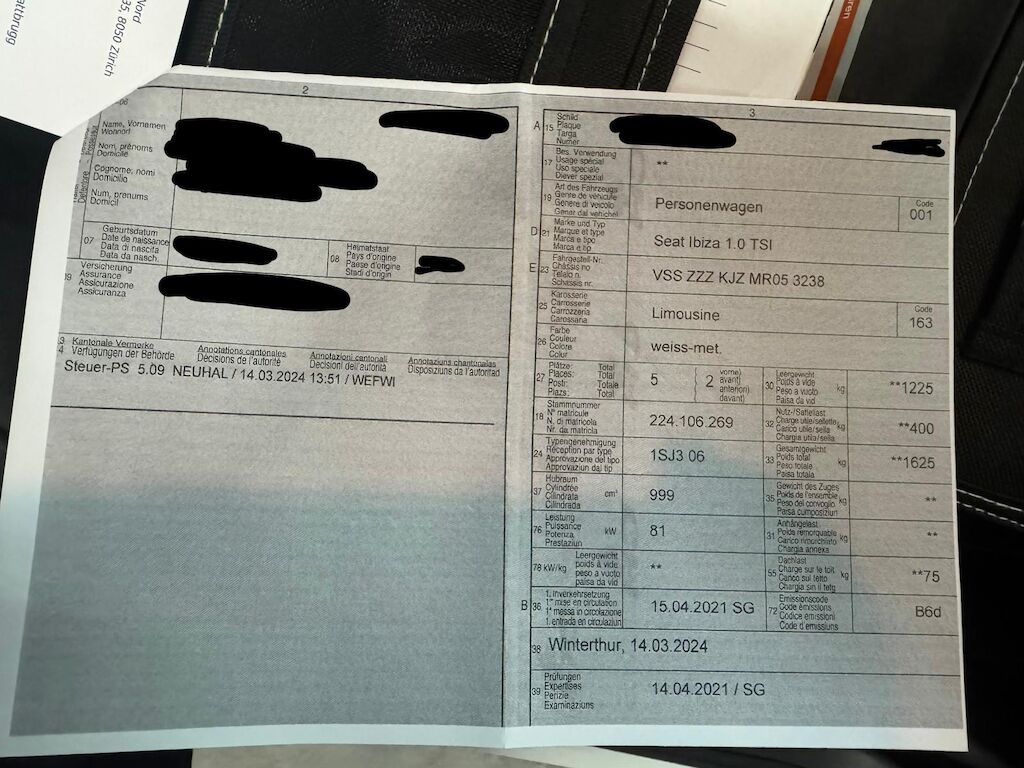 Nord
35, 8050 Zürich
attbrugg
ren
2
06
Name, Vornamen
Wohnort
Nom, prénoms
Domicile
Cognome, nomi
Domicilio
Num, prenums
Domicil
07
Geburtsdatum
Date de naissance
Data di nascita
Data da nasch.
08
Heimatstaat
Pays d'origine
Paese d'origine
Stadi d'origin
09
Versicherung
Assurance
Assicurazione
Assicuranza
13 Kantonale Vermerke Annotations cantonales Annotazioni cantonali Annotaziuns chantonalas
14 Verfügungen der Behörde Décisions de l'autorité Decisioni dell'autorità Disposiziuns da l'autoritad
Steuer-PS 5.09 NEUHAL / 14.03.2024 13:51 / WEFWI
3
A 15
Schild
Plaque
Targa
Numer
17
Bes. Verwendung
Usage spécial
Uso speciale
Diever spezial
**
19
Art des Fahrzeugs
Genre de véhicule
Genere di veicolo
Gener dal vehichel
Personenwagen
Code
001
D 21
Marke und Typ
Marque et type
Marca e tipo
Marca e tip
Seat Ibiza 1.0 TSI
E 23
Fahrgestell-Nr.
Châssis no
Telaio n.
Schassis nr.
VSS ZZZ KJZ MR05 3238
25
Karosserie
Carrosserie
Carrozzeria
Carossaria
Limousine
Code
163
26
Farbe
Couleur
Colore
Colur
weiss-met.
27
Plätze: Total
Places: Total
Posti: Totale
Plazs: Total
5
2
vorne)
avant)
anteriori)
davant)
30
Leergewicht
Poids à vide
Peso a vuoto
Paisa da vid
kg
**1225
18
Stammnummer
N° matricule
N. di matricola
Nr. da matricla
224.106.269
32
Nutz-/Sattellast
Charge utile/sellette
Carico utile/sella
Chargia utila/sella
kg
**400
24
Typengenehmigung
Réception par type
Approvazione del tipo
Approvaziun dal tip
1SJ3 06
33
Gesamtgewicht
Poids total
Peso totale
Paisa totala
kg
**1625
37
Hubraum
Cylindrée
Cilindrata
Cilindrada
cm³
999
35
Gewicht des Zuges
Poids de l'ensemble
Peso del convoglio
Paisa cumposiziun
kg
**
76
Leistung
Puissance
Potenza
Prestaziun
kW
81
31
Anhängelast
Poids remorquable
Carico rimorchiato
Chargia annexa
kg
**
78 kW/kg
Leergewicht
poids à vide
peso a vuoto
paisa da vid
**
55
Dachlast
Charge sur le toit
Carico sul tetto
Chargia sin il tetg
kg
**75
B 36
1. Inverkehrsetzung
1re mise en circulation
1a messa in circolazione
1. entrada en circulaziun
15.04.2021 SG
72
Emissionscode
Code émissions
Codice emissioni
Code d'emissiuns
B6d
38
Winterthur, 14.03.2024
39
Prüfungen
Expertises
Perizie
Examinaziuns
14.04.2021 / SG